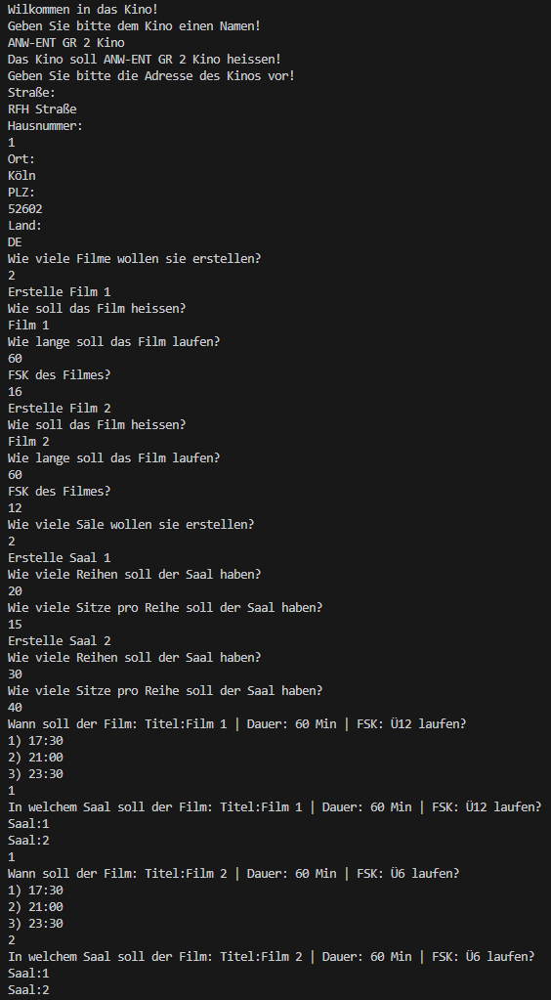 Wilkommen in das Kino!
Geben Sie bitte dem Kino einen Namen!
ANW-ENT GR 2 Kino
Das Kino soll ANW-ENT GR 2 Kino heissen!
Geben Sie bitte die Adresse des Kinos vor!
Straße:
RFH Straße
Hausnummer:
1
Ort:
Köln
PLZ:
52602
Land:
DE
Wie viele Filme wollen sie erstellen?
2
Erstelle Film 1
Wie soll das Film heissen?
Film 1
Wie lange soll das Film laufen?
60
FSK des Filmes?
16
Erstelle Film 2
Wie soll das Film heissen?
Film 2
Wie lange soll das Film laufen?
60
FSK des Filmes?
12
Wie viele Säle wollen sie erstellen?
2
Erstelle Saal 1
Wie viele Reihen soll der Saal haben?
20
Wie viele Sitze pro Reihe soll der Saal haben?
15
Erstelle Saal 2
Wie viele Reihen soll der Saal haben?
30
Wie viele Sitze pro Reihe soll der Saal haben?
40
Wann soll der Film: Titel:Film 1 | Dauer: 60 Min | FSK: Ü12 laufen?
1) 17:30
2) 21:00
3) 23:30
1
In welchem Saal soll der Film: Titel:Film 1 | Dauer: 60 Min | FSK: Ü12 laufen?
Saal:1
Saal:2
1
Wann soll der Film: Titel:Film 2 | Dauer: 60 Min | FSK: Ü6 laufen?
1) 17:30
2) 21:00
3) 23:30
2
In welchem Saal soll der Film: Titel:Film 2 | Dauer: 60 Min | FSK: Ü6 laufen?
Saal:1
Saal:2